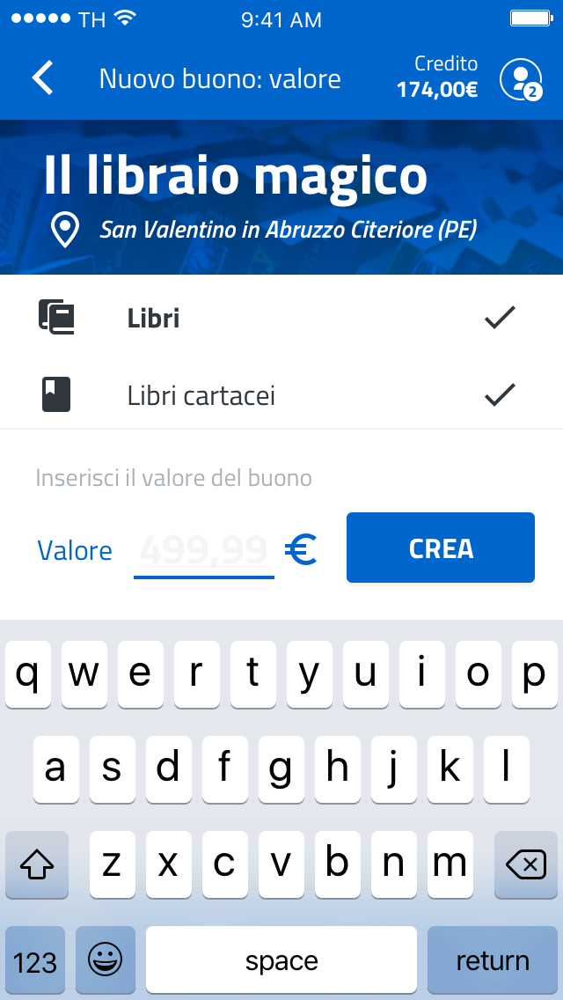 TH 9:41 AM
Nuovo buono: valore
Credito
174,00€
2
Il libraio magico
San Valentino in Abruzzo Citeriore (PE)
Libri
Libri cartacei
Inserisci il valore del buono
Valore 499,99 € CREA
q w e r t y u i o p
a s d f g h j k l
z x c v b n m
123 space return